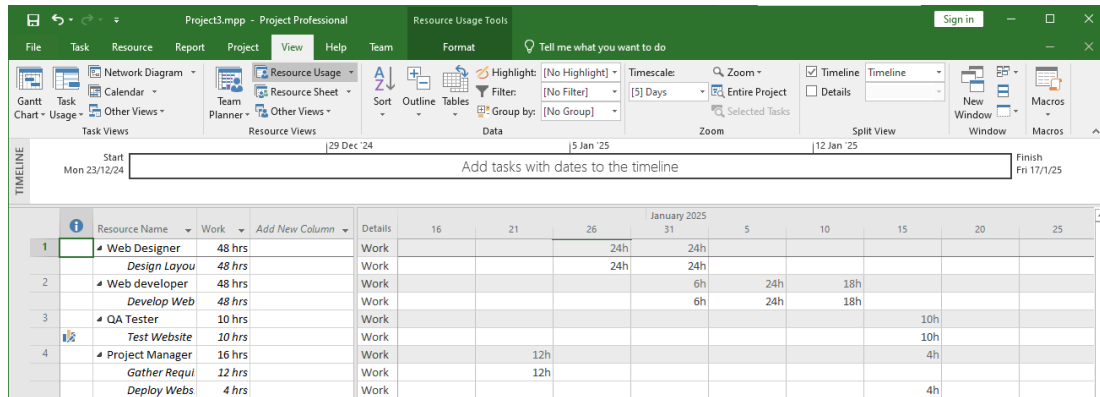 Project3.mpp - Project Professional
Resource Usage Tools
Sign in
File Task Resource Report Project View Help Team Format Tell me what you want to do
Network Diagram Resource Usage Highlight: [No Highlight] Timescale: Zoom Timeline Timeline
Calendar Resource Sheet Filter: [No Filter] [5] Days Entire Project Details
Gantt Chart Task Usage Other Views Team Planner Other Views Sort Outline Tables Group by: [No Group] Selected Tasks New Window Macros
Task Views Resource Views Data Zoom Split View Window Macros
TIMELINE
29 Dec '24 5 Jan '25 12 Jan '25
Start
Mon 23/12/24
Add tasks with dates to the timeline
Finish
Fri 17/1/25
January 2025
Resource Name Work Add New Column Details 16 21 26 31 5 10 15 20 25
1 Web Designer 48 hrs Work 24h 24h
Design Layou 48 hrs Work 24h 24h
2 Web developer 48 hrs Work 6h 24h 18h
Develop Web 48 hrs Work 6h 24h 18h
3 QA Tester 10 hrs Work 10h
Test Website 10 hrs Work 10h
4 Project Manager 16 hrs Work 12h 4h
Gather Requi 12 hrs Work 12h
Deploy Webs 4 hrs Work 4h